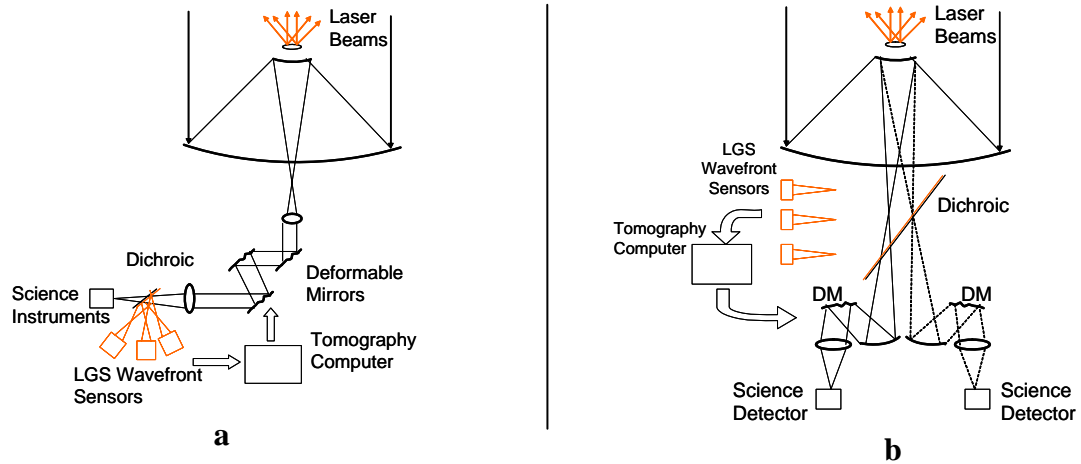 Laser
Beams
Dichroic
Deformable
Mirrors
Science
Instruments
Tomography
Computer
LGS Wavefront
Sensors
a
Laser
Beams
LGS
Wavefront
Sensors
Dichroic
Tomography
Computer
DM
DM
Science
Detector
Science
Detector
b